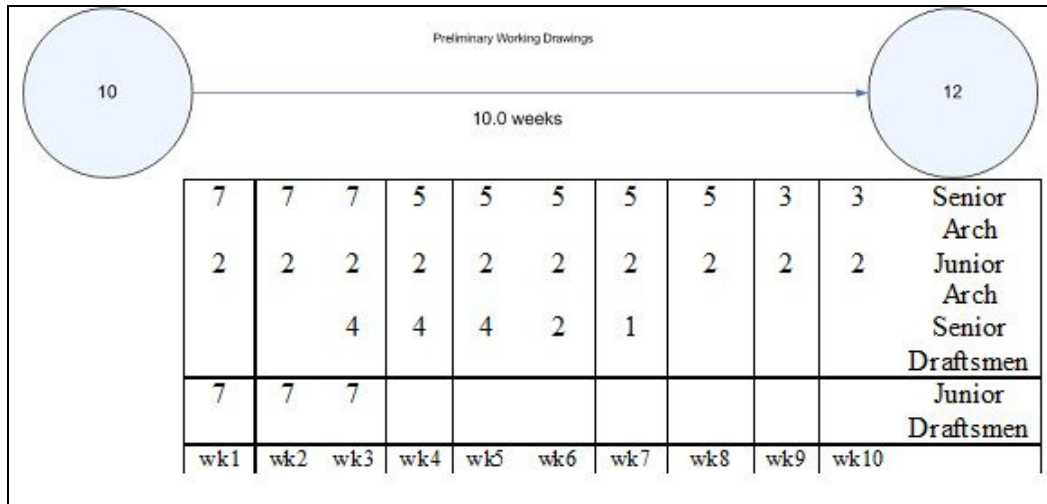 Preliminary Working Drawings
10
12
10.0 weeks
7 7 7 5 5 5 5 5 3 3 Senior
Arch
2 2 2 2 2 2 2 2 2 2 Junior
Arch
4 4 4 2 1 Senior
Draftsmen
7 7 7 Junior
Draftsmen
wk1 wk2 wk3 wk4 wk5 wk6 wk7 wk8 wk9 wk10